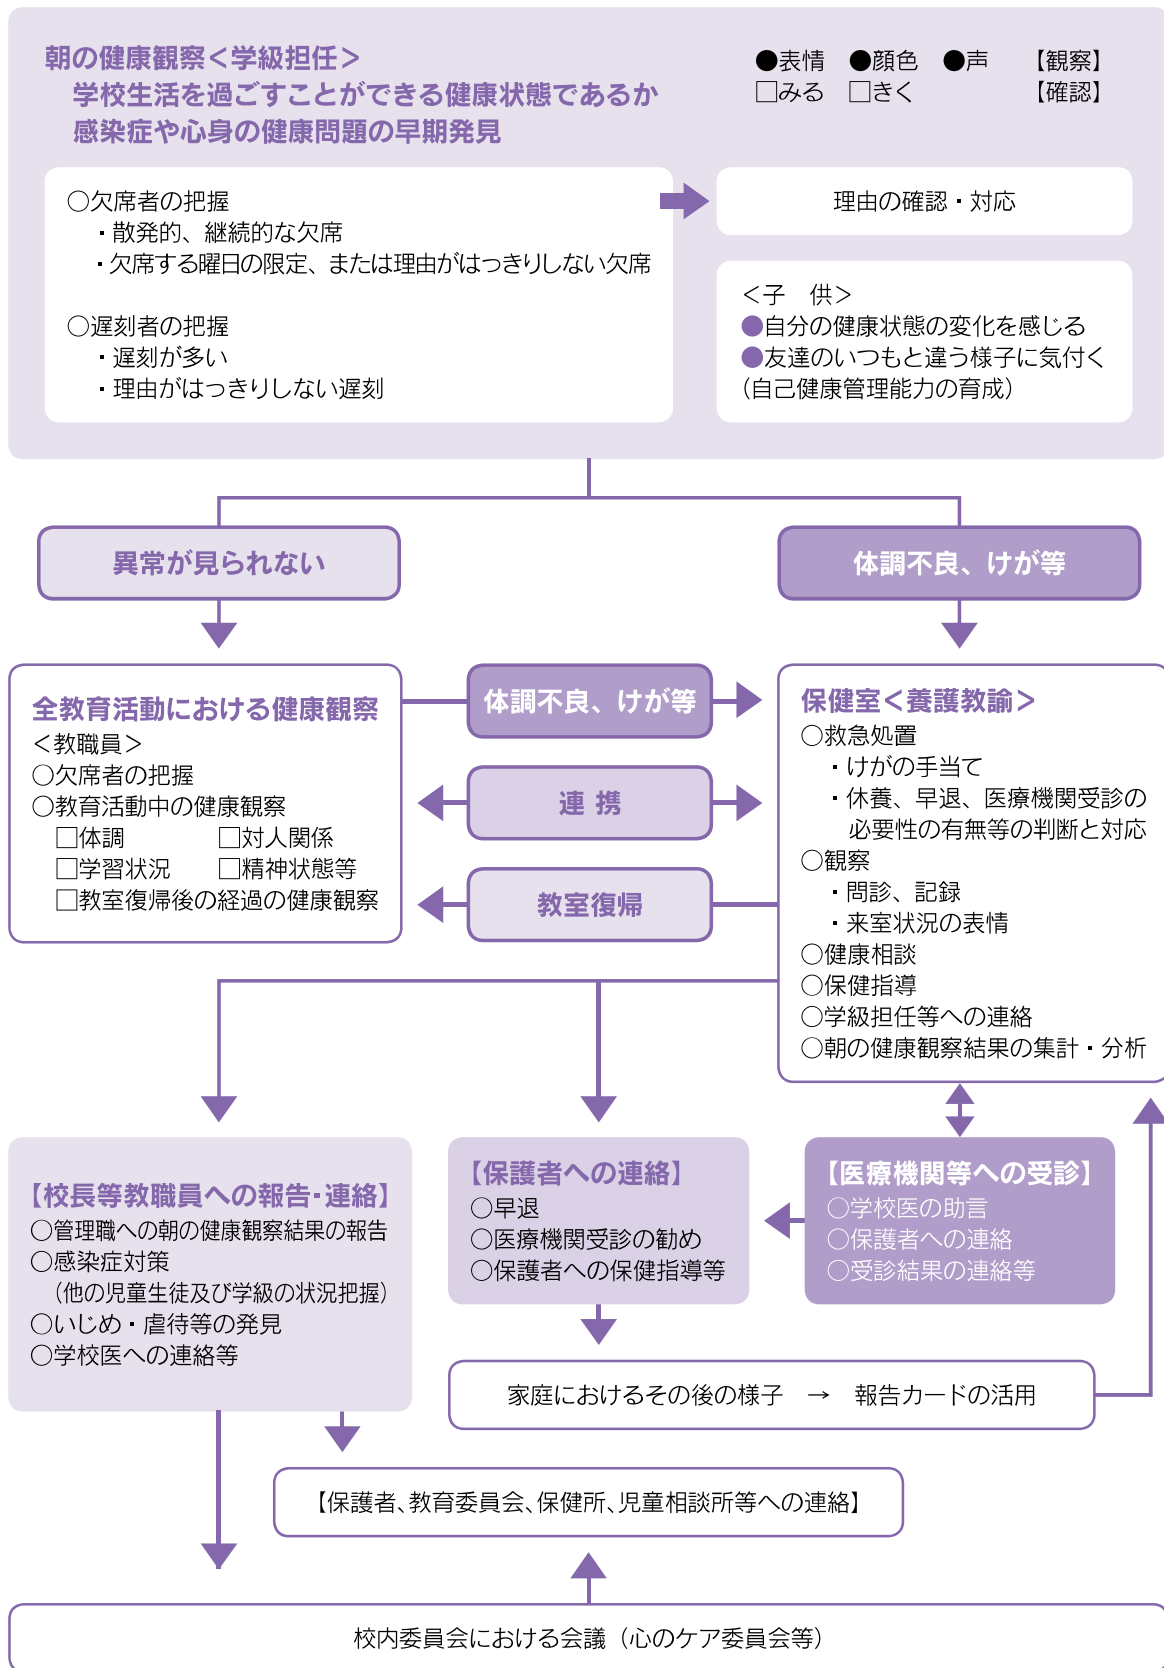 朝の健康観察＜学級担任＞
学校生活を過ごすことができる健康状態であるか
感染症や心身の健康問題の早期発見
●表情　●顔色　●声　【観察】
□みる　□きく　【確認】
○欠席者の把握
・散発的、継続的な欠席
・欠席する曜日の限定、または理由がはっきりしない欠席
○遅刻者の把握
・遅刻が多い
・理由がはっきりしない遅刻
理由の確認・対応
＜子　供＞
●自分の健康状態の変化を感じる
●友達のいつもと違う様子に気付く
（自己健康管理能力の育成）
異常が見られない
体調不良、けが等
全教育活動における健康観察
＜教職員＞
○欠席者の把握
○教育活動中の健康観察
□体調　□対人関係
□学習状況　□精神状態等
□教室復帰後の経過の健康観察
体調不良、けが等
連 携
教室復帰
保健室＜養護教諭＞
○救急処置
・けがの手当て
・休養、早退、医療機関受診の
必要性の有無等の判断と対応
○観察
・問診、記録
・来室状況の表情
○健康相談
○保健指導
○学級担任等への連絡
○朝の健康観察結果の集計・分析
【校長等教職員への報告・連絡】
○管理職への朝の健康観察結果の報告
○感染症対策
（他の児童生徒及び学級の状況把握）
○いじめ・虐待等の発見
○学校医への連絡等
【保護者への連絡】
○早退
○医療機関受診の勧め
○保護者への保健指導等
【医療機関等への受診】
○学校医の助言
○保護者への連絡
○受診結果の連絡等
家庭におけるその後の様子　→　報告カードの活用
【保護者、教育委員会、保健所、児童相談所等への連絡】
校内委員会における会議（心のケア委員会等）